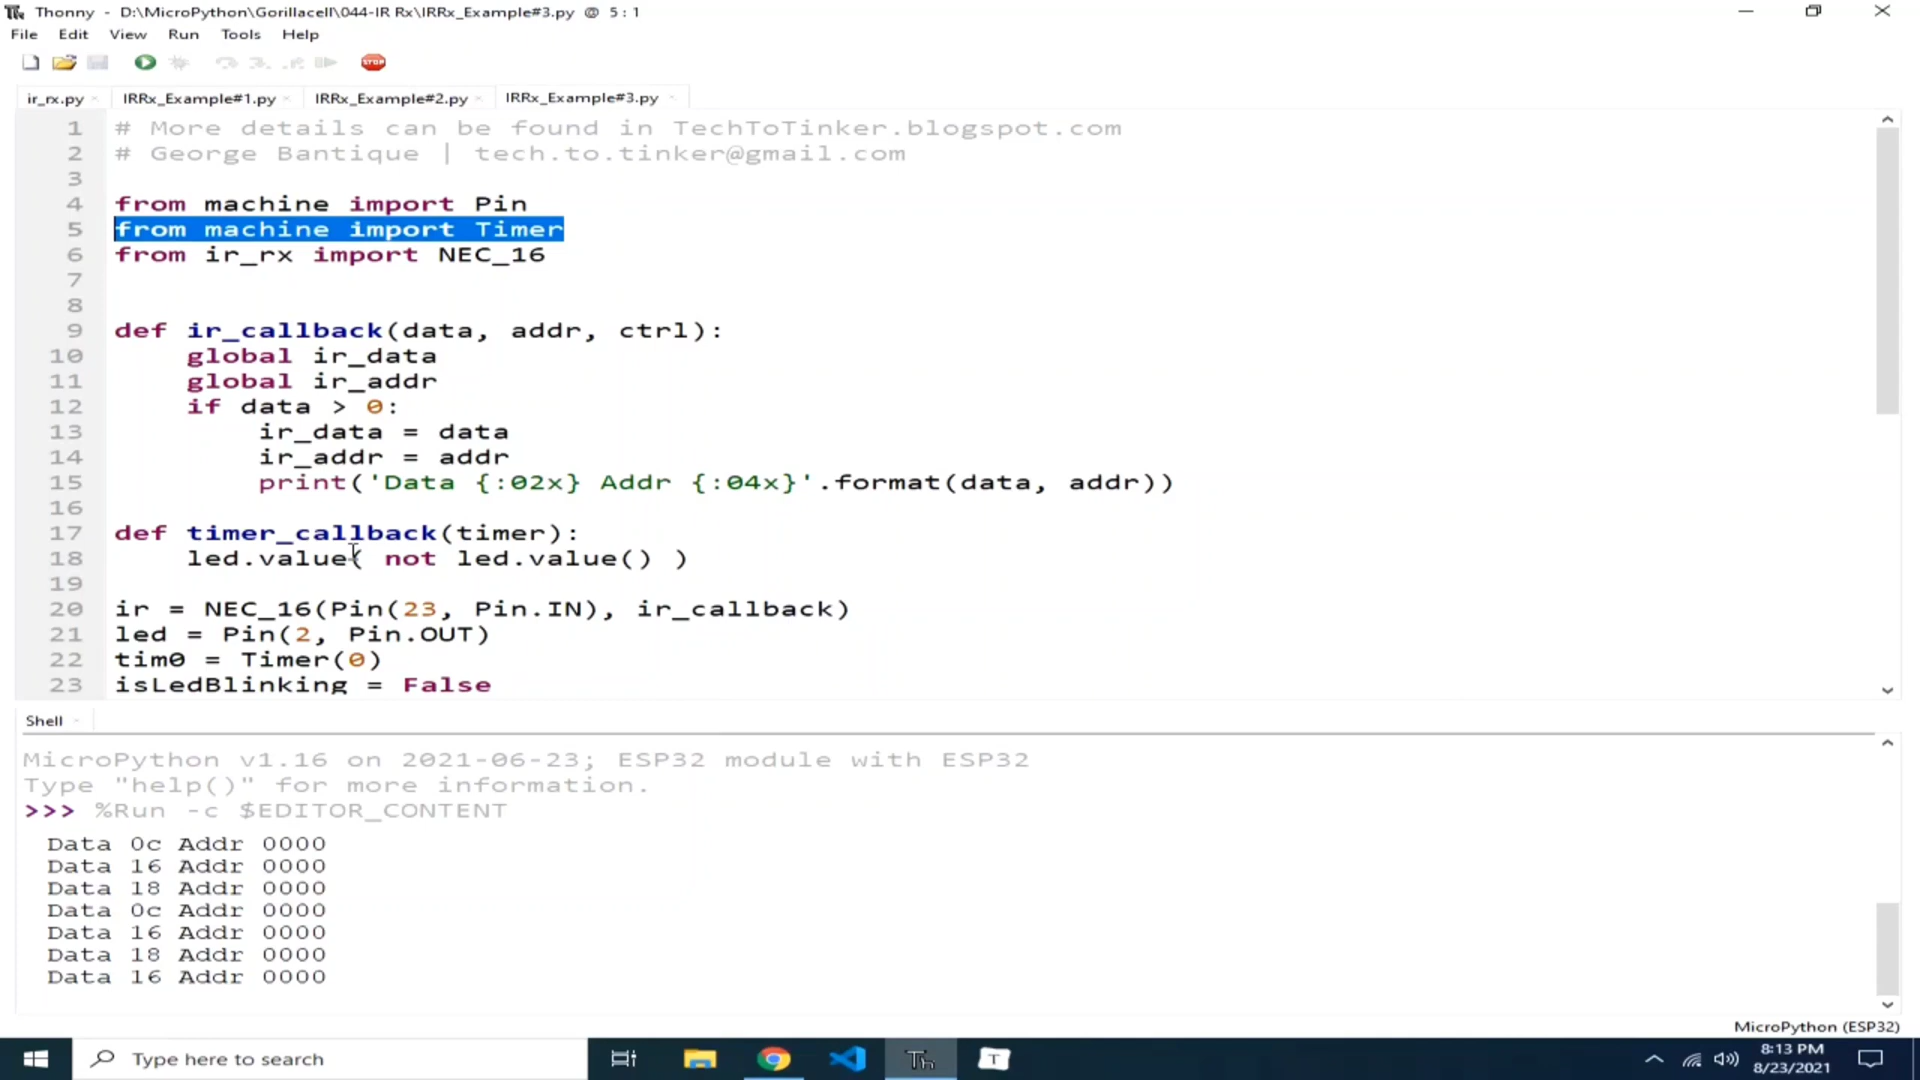 Thonny - D:\MicroPython\Gorillacell\044-IR Rx\IRRx_Example#3.py @ 5 : 1
File Edit View Run Tools Help
STOP
ir_rx.py IRRx_Example#1.py IRRx_Example#2.py IRRx_Example#3.py
1 # More details can be found in TechToTinker.blogspot.com
2 # George Bantique | tech.to.tinker@gmail.com
3
4 from machine import Pin
5 from machine import Timer
6 from ir_rx import NEC_16
7
8
9 def ir_callback(data, addr, ctrl):
10 global ir_data
11 global ir_addr
12 if data > 0:
13 ir_data = data
14 ir_addr = addr
15 print('Data {:02x} Addr {:04x}'.format(data, addr))
16
17 def timer_callback(timer):
18 led.value( not led.value() )
19
20 ir = NEC_16(Pin(23, Pin.IN), ir_callback)
21 led = Pin(2, Pin.OUT)
22 tim0 = Timer(0)
23 isLedBlinking = False
Shell
MicroPython v1.16 on 2021-06-23; ESP32 module with ESP32
Type "help()" for more information.
>>> %Run -c $EDITOR_CONTENT
Data 0c Addr 0000
Data 16 Addr 0000
Data 18 Addr 0000
Data 0c Addr 0000
Data 16 Addr 0000
Data 18 Addr 0000
Data 16 Addr 0000
MicroPython (ESP32)
Type here to search
Th
T
8:13 PM
8/23/2021